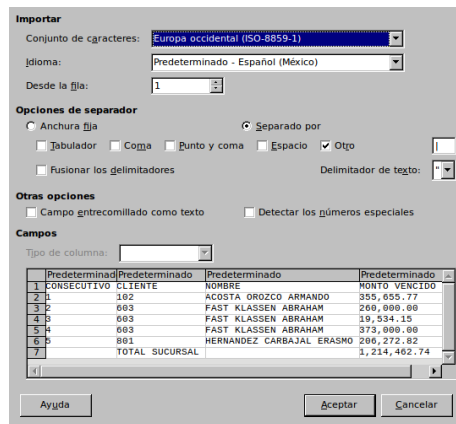 Importar
Conjunto de caracteres: Europa occidental (ISO-8859-1)
Idioma: Predeterminado - Español (México)
Desde la fila: 1
Opciones de separador
Anchura fija Separado por
Tabulador Coma Punto y coma Espacio Otro |
Fusionar los delimitadores Delimitador de texto: "
Otras opciones
Campo entrecomillado como texto Detectar los números especiales
Campos
Tipo de columna:
Predeterminad Predeterminado Predeterminado Predeterminado
1 CONSECUTIVO CLIENTE NOMBRE MONTO VENCIDO
2 1 102 ACOSTA OROZCO ARMANDO 355,655.77
3 2 603 FAST KLASSEN ABRAHAM 260,000.00
4 3 603 FAST KLASSEN ABRAHAM 19,534.15
5 4 603 FAST KLASSEN ABRAHAM 373,000.00
6 5 801 HERNANDEZ CARBAJAL ERASMO 206,272.82
7 TOTAL SUCURSAL 1,214,462.74
Ayuda Aceptar Cancelar